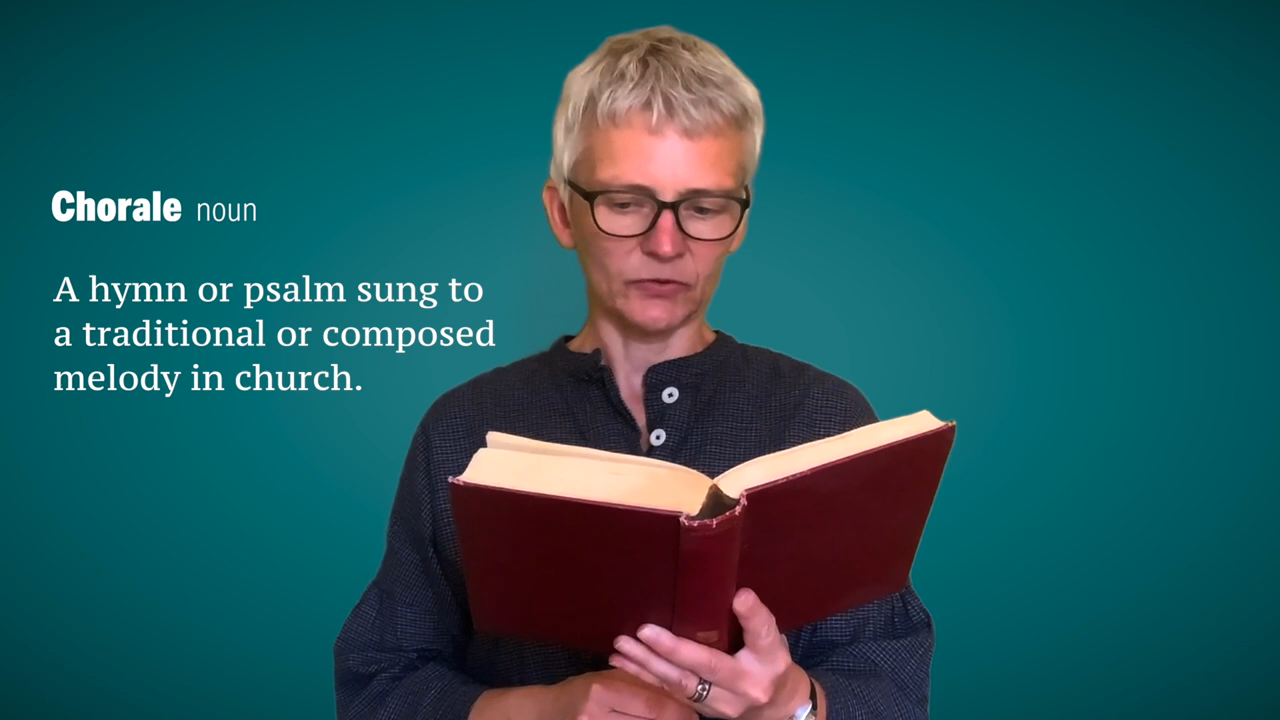 Chorale noun
A hymn or psalm sung to
a traditional or composed
melody in church.